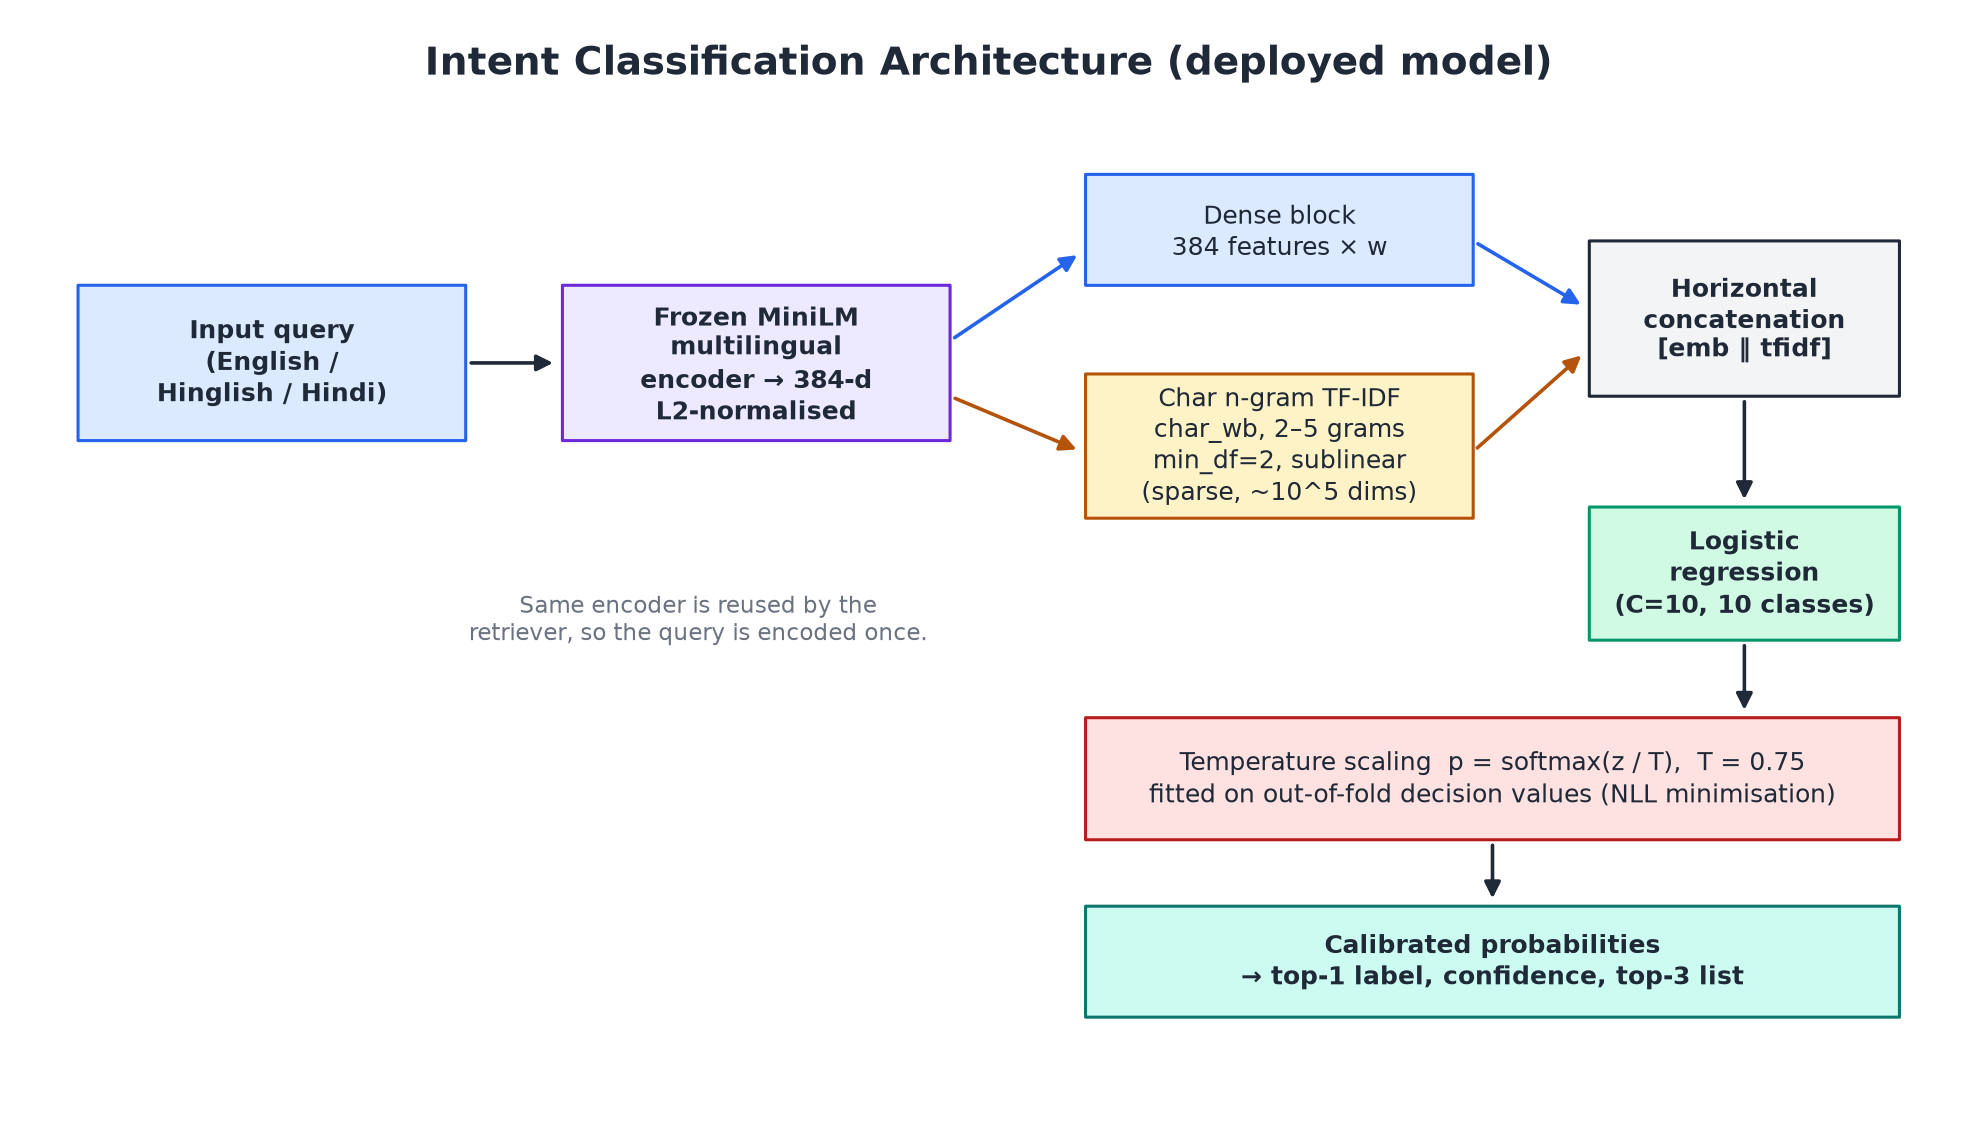 Intent Classification Architecture (deployed model)
Input query
(English /
Hinglish / Hindi)
Frozen MiniLM
multilingual
encoder → 384-d
L2-normalised
Dense block
384 features × w
Char n-gram TF-IDF
char_wb, 2–5 grams
min_df=2, sublinear
(sparse, ~10^5 dims)
Horizontal
concatenation
[emb ∥ tfidf]
Same encoder is reused by the
retriever, so the query is encoded once.
Logistic
regression
(C=10, 10 classes)
Temperature scaling  p = softmax(z / T),  T = 0.75
fitted on out-of-fold decision values (NLL minimisation)
Calibrated probabilities
→ top-1 label, confidence, top-3 list